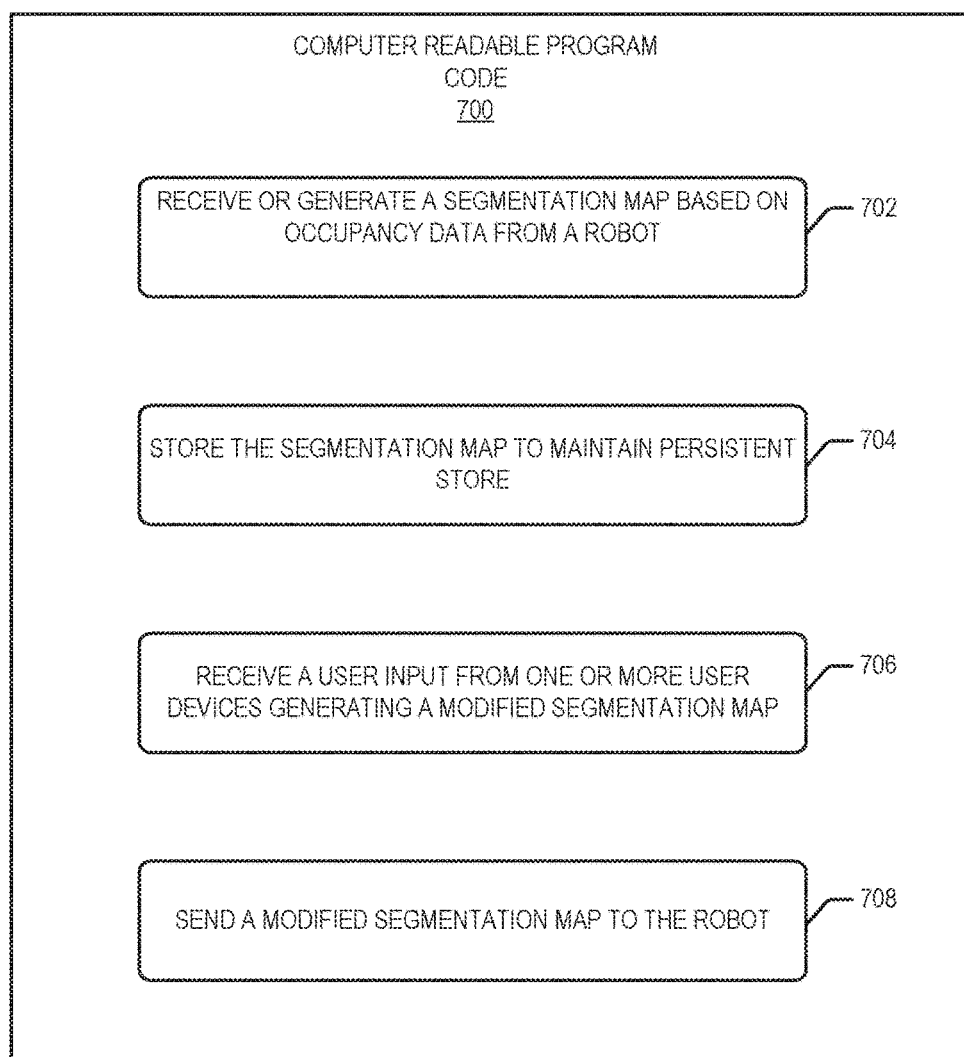 COMPUTER READABLE PROGRAM
CODE
700
RECEIVE OR GENERATE A SEGMENTATION MAP BASED ON
OCCUPANCY DATA FROM A ROBOT
702
STORE THE SEGMENTATION MAP TO MAINTAIN PERSISTENT
STORE
704
RECEIVE A USER INPUT FROM ONE OR MORE USER
DEVICES GENERATING A MODIFIED SEGMENTATION MAP
706
SEND A MODIFIED SEGMENTATION MAP TO THE ROBOT
708